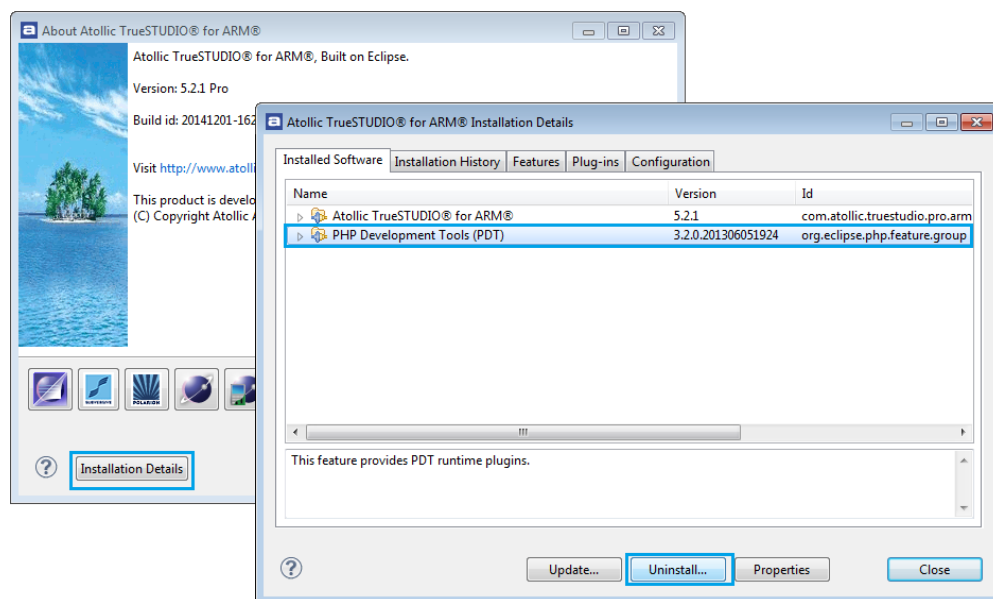 About Atollic TrueSTUDIO® for ARM®
Atollic TrueSTUDIO® for ARM®, Built on Eclipse.
Version: 5.2.1 Pro
Build id: 20141201-162
Visit http://www.atolli
This product is develo
(C) Copyright Atollic A
SUBVERSIVE
POLARION
Installation Details
Atollic TrueSTUDIO® for ARM® Installation Details
Installed Software Installation History Features Plug-ins Configuration
Name Version Id
Atollic TrueSTUDIO® for ARM® 5.2.1 com.atollic.truestudio.pro.arm
PHP Development Tools (PDT) 3.2.0.201306051924 org.eclipse.php.feature.group
This feature provides PDT runtime plugins.
Update... Uninstall... Properties Close